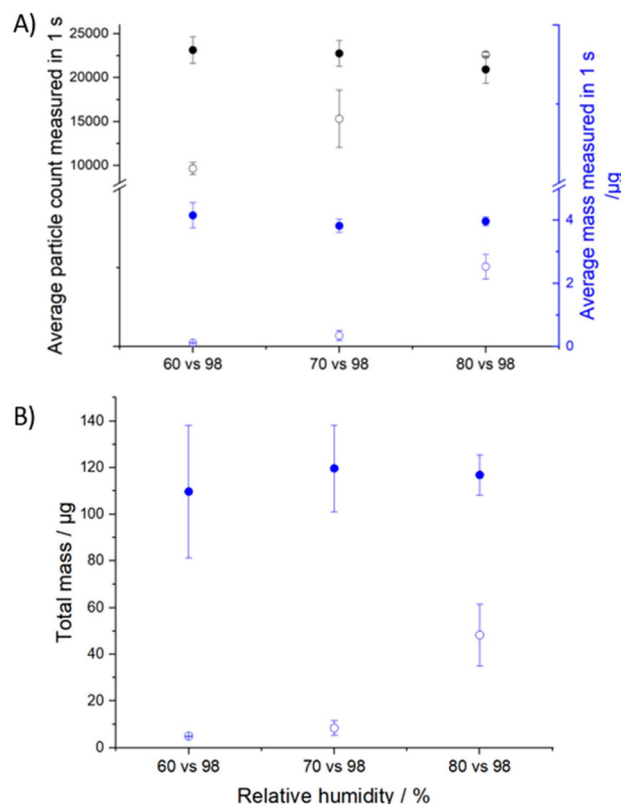 A)
Average particle count measured in 1 s
25000
20000
15000
10000
4
2
0
Average mass measured in 1 s
/µg
60 vs 98
70 vs 98
80 vs 98
B)
Total mass / µg
140
120
100
80
60
40
20
0
60 vs 98
70 vs 98
80 vs 98
Relative humidity / %